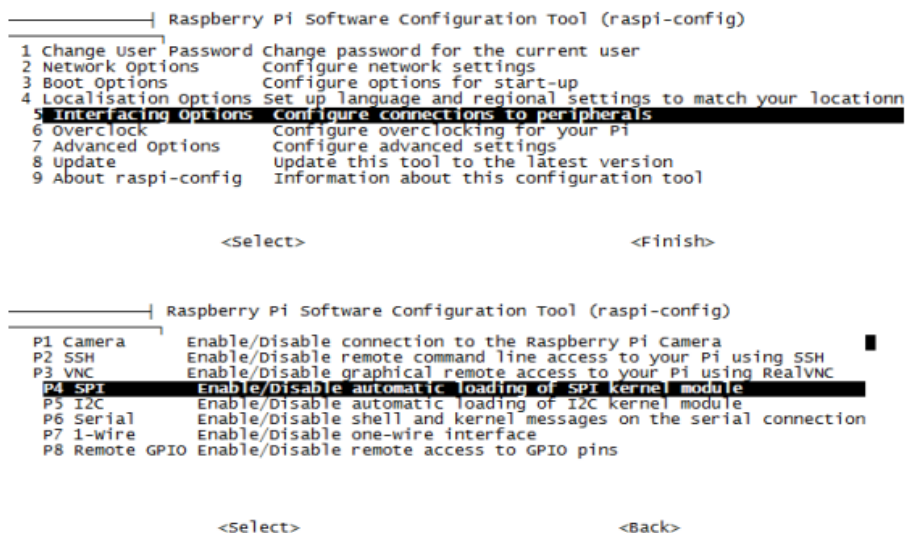 Raspberry Pi Software Configuration Tool (raspi-config)
1 Change User Password Change password for the current user
2 Network Options Configure network settings
3 Boot Options Configure options for start-up
4 Localisation Options Set up language and regional settings to match your locationn
5 Interfacing Options Configure connections to peripherals
6 Overclock Configure overclocking for your Pi
7 Advanced Options Configure advanced settings
8 Update Update this tool to the latest version
9 About raspi-config Information about this configuration tool
<Select> <Finish>
Raspberry Pi Software Configuration Tool (raspi-config)
P1 Camera Enable/Disable connection to the Raspberry Pi Camera
P2 SSH Enable/Disable remote command line access to your Pi using SSH
P3 VNC Enable/Disable graphical remote access to your Pi using RealVNC
P4 SPI Enable/Disable automatic loading of SPI kernel module
P5 I2C Enable/Disable automatic loading of I2C kernel module
P6 Serial Enable/Disable shell and kernel messages on the serial connection
P7 1-Wire Enable/Disable one-wire interface
P8 Remote GPIO Enable/Disable remote access to GPIO pins
<Select> <Back>